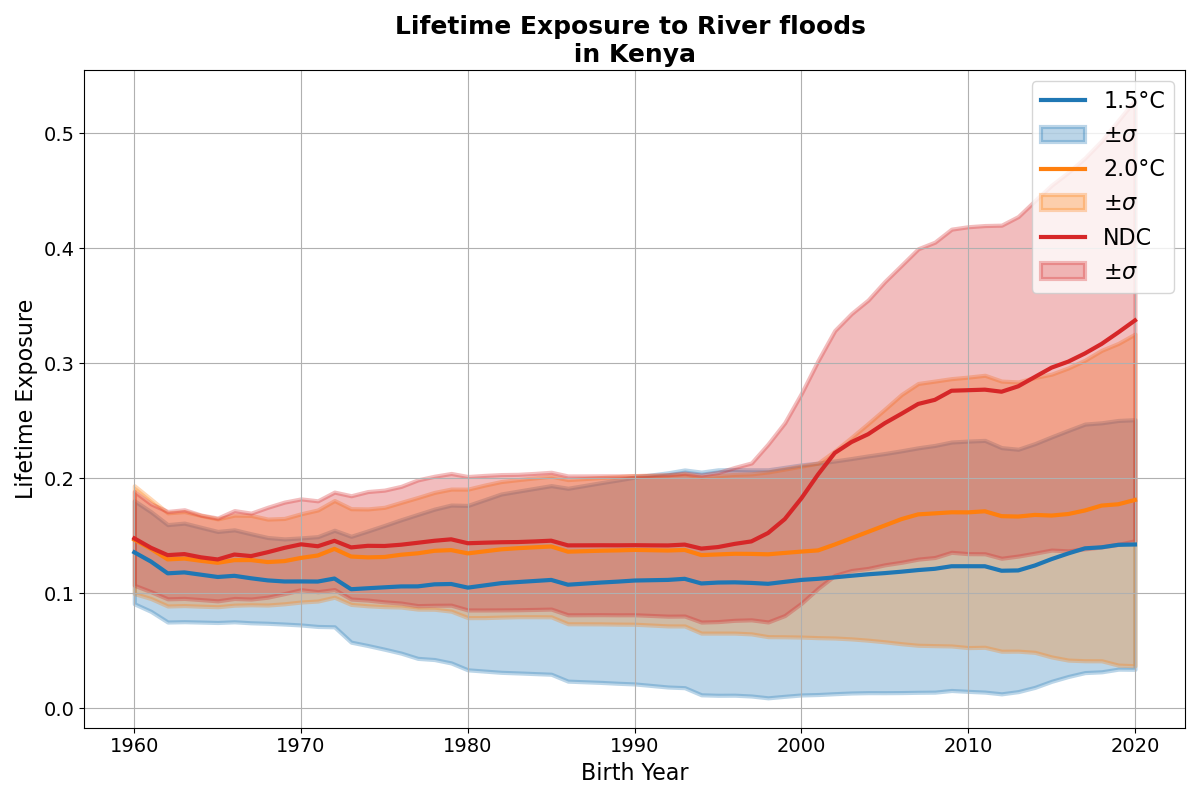 Lifetime Exposure to River floods
in Kenya
1.5°C
±σ
2.0°C
±σ
NDC
±σ
Lifetime Exposure
0.5
0.4
0.3
0.2
0.1
0.0
1960 1970 1980 1990 2000 2010 2020
Birth Year